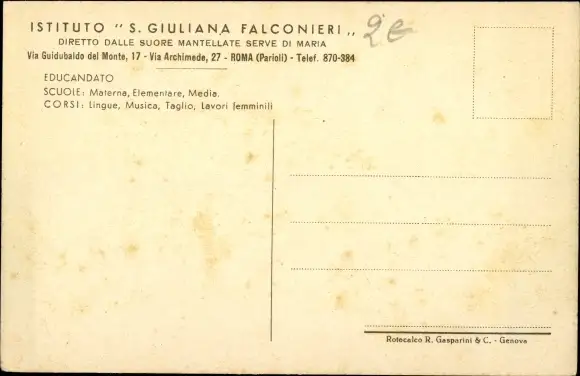 ISTITUTO "S. GIULIANA FALCONIERI„
DIRETTO DALLE SUORE MANTELLATE SERVE DI MARIA
Via Guidubaldo del Monte, 17 - Via Archimede, 27 - ROMA (Parioli) - Telef. 870-384
EDUCANDATO
SCUOLE: Materna, Elementare, Media.
CORSI: Lingue, Musica, Taglio, Lavori femminili
2€
Rotocalco R. Gasparini & C. - Genova